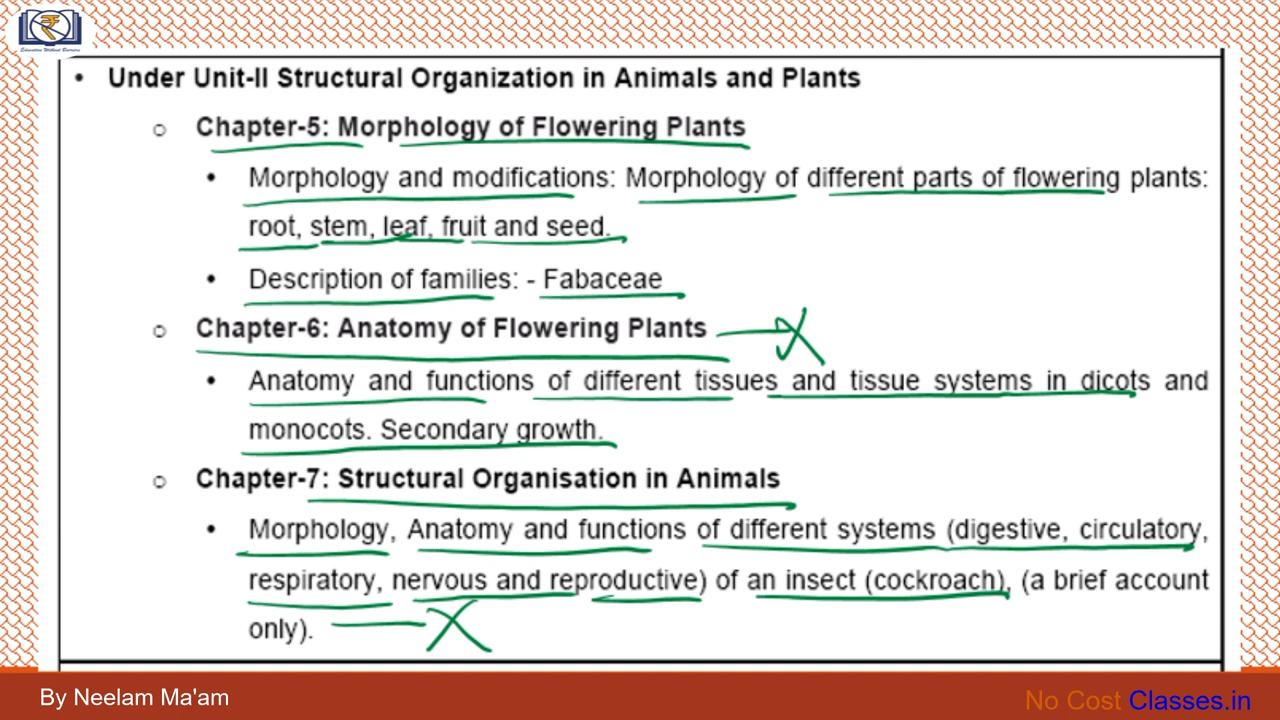 Education Without Barriers
• Under Unit-II Structural Organization in Animals and Plants
o Chapter-5: Morphology of Flowering Plants
• Morphology and modifications: Morphology of different parts of flowering plants:
root, stem, leaf, fruit and seed.
• Description of families: - Fabaceae
o Chapter-6: Anatomy of Flowering Plants
• Anatomy and functions of different tissues and tissue systems in dicots and
monocots. Secondary growth.
o Chapter-7: Structural Organisation in Animals
• Morphology, Anatomy and functions of different systems (digestive, circulatory,
respiratory, nervous and reproductive) of an insect (cockroach), (a brief account
only).
By Neelam Ma'am
No Cost Classes.in